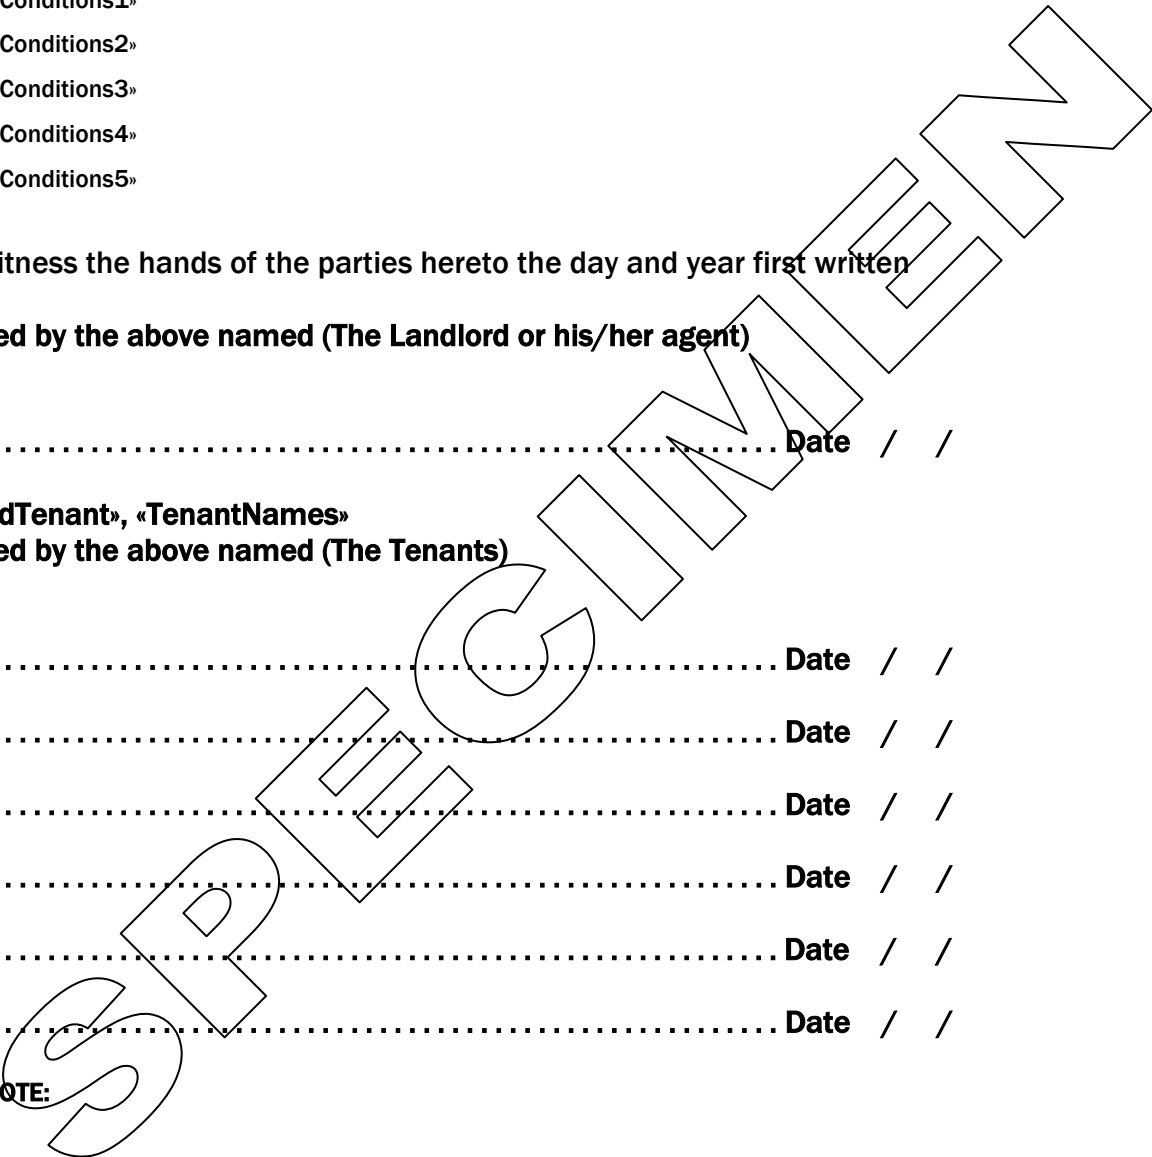 Conditions1»
Conditions2»
Conditions3»
Conditions4»
Conditions5»
itness the hands of the parties hereto the day and year first written
ed by the above named (The Landlord or his/her agent)
...................................................... Date / /
dTenant», «TenantNames»
ed by the above named (The Tenants)
...................................................... Date / /
...................................................... Date / /
...................................................... Date / /
...................................................... Date / /
...................................................... Date / /
...................................................... Date / /
OTE:
SPECIMEN